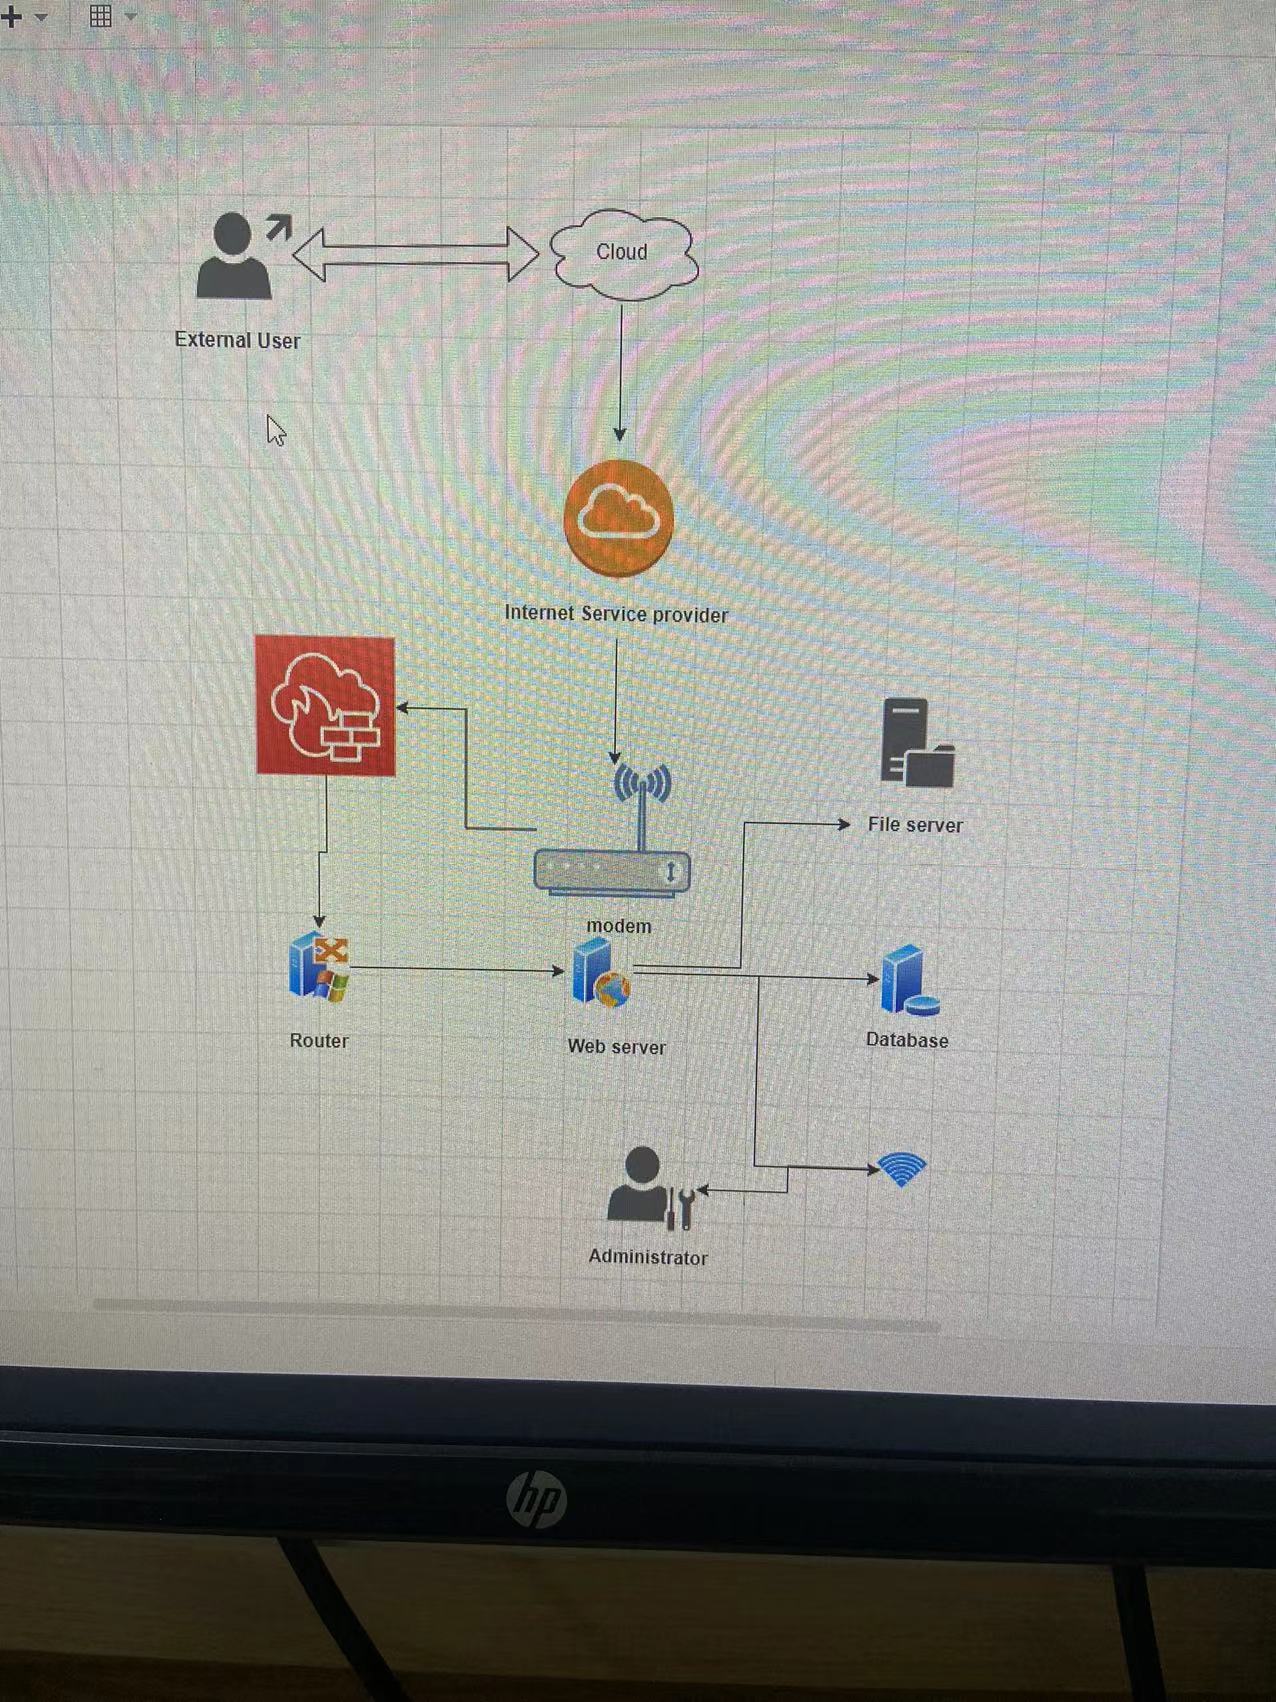 Cloud
External User
Internet Service provider
File server
modem
Router
Web server
Database
Administrator
hp